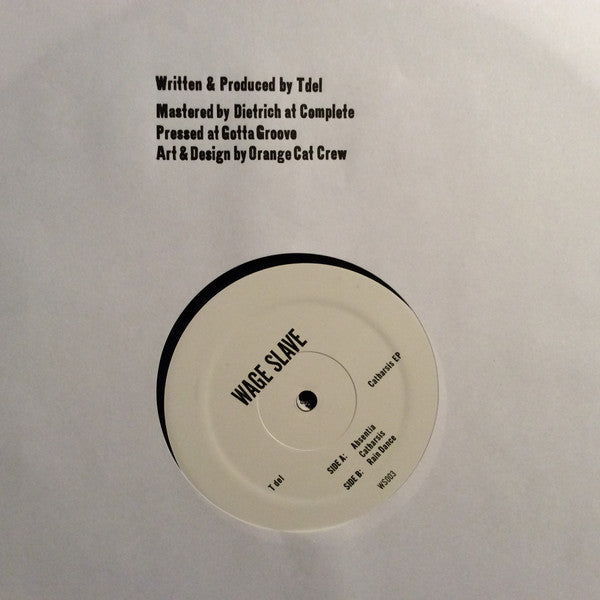 Written & Produced by Tdel
Mastered by Dietrich at Complete
Pressed at Gotta Groove
Art & Design by Orange Cat Crew
WAGE SLAVE
Catharsis EP
T del
SIDE A: Absentia
Catharsis
SIDE B: Rain Dance
WS003